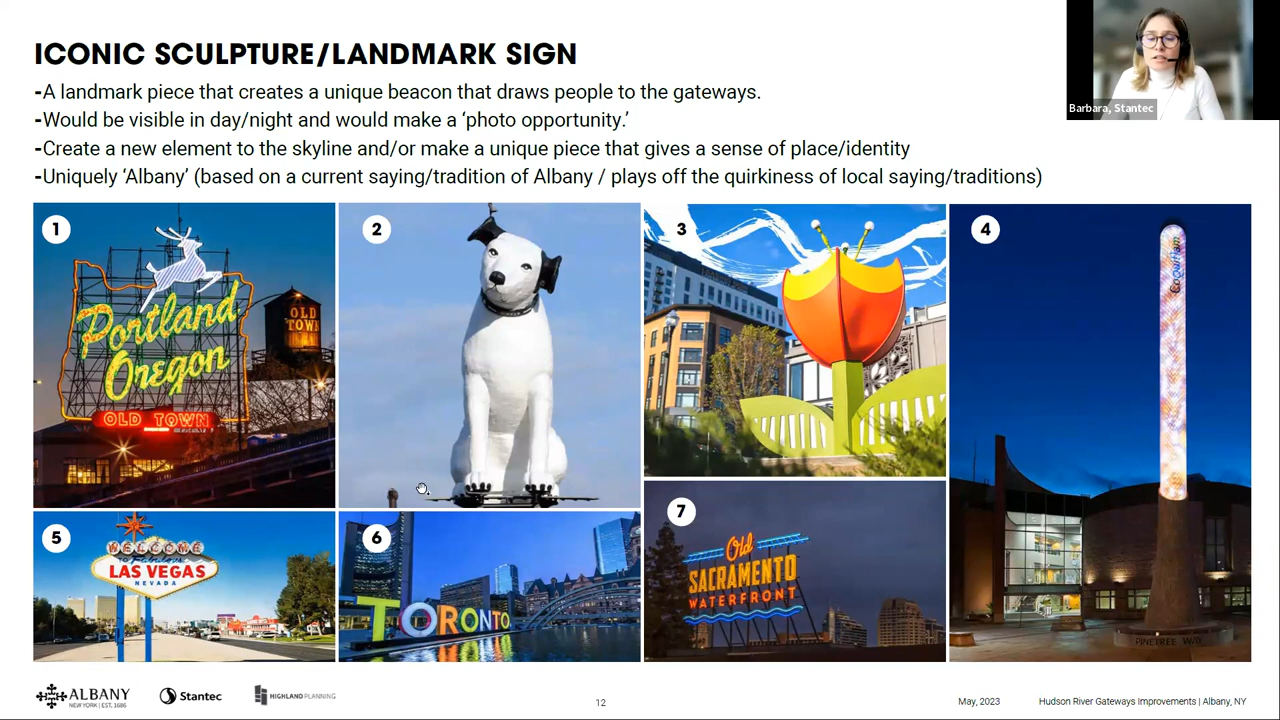 ICONIC SCULPTURE/LANDMARK SIGN
-A landmark piece that creates a unique beacon that draws people to the gateways.
-Would be visible in day/night and would make a ‘photo opportunity.’
-Create a new element to the skyline and/or make a unique piece that gives a sense of place/identity
-Uniquely ‘Albany’ (based on a current saying/tradition of Albany / plays off the quirkiness of local saying/traditions)
Barbara, Stantec
1
Portland
Oregon
OLD TOWN
OLD
TOWN
2
3
4
Coquitlam
PINETREE WAY
5
WELCOME
TO Fabulous
LAS VEGAS
NEVADA
6
TORONTO
7
Old
SACRAMENTO
WATERFRONT
ALBANY
NEW YORK | EST. 1686
Stantec
HIGHLAND PLANNING
12
May, 2023
Hudson River Gateways Improvements | Albany, NY